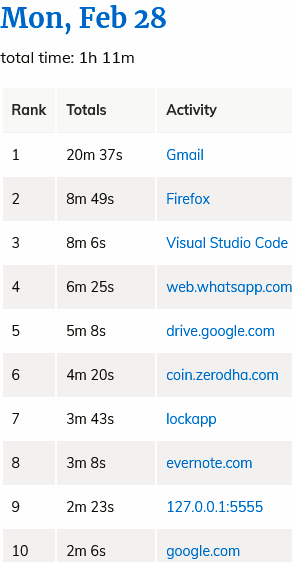 Mon, Feb 28
total time: 1h 11m
Rank Totals Activity
1 20m 37s Gmail
2 8m 49s Firefox
3 8m 6s Visual Studio Code
4 6m 25s web.whatsapp.com
5 5m 8s drive.google.com
6 4m 20s coin.zerodha.com
7 3m 43s lockapp
8 3m 8s evernote.com
9 2m 23s 127.0.0.1:5555
10 2m 6s google.com